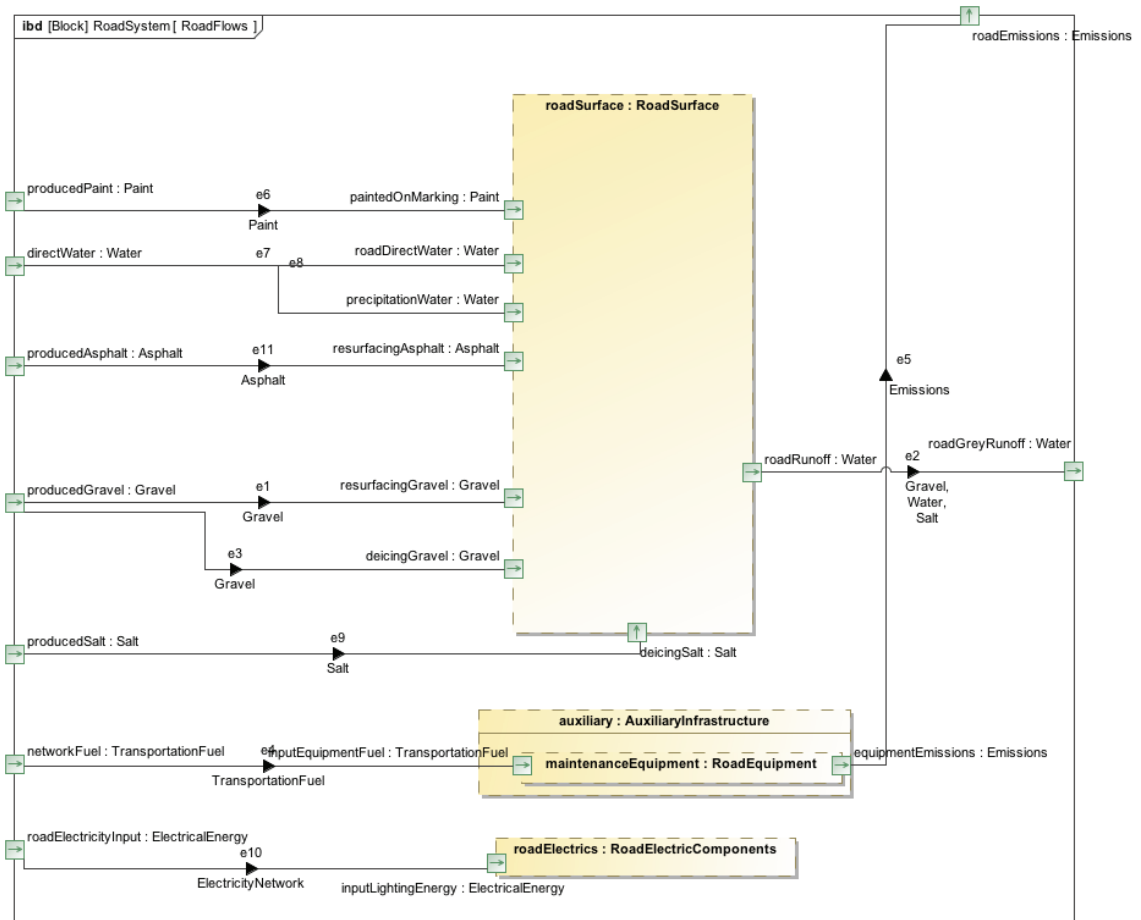 ibd [Block] RoadSystem [ RoadFlows ]
roadEmissions : Emissions
roadSurface : RoadSurface
producedPaint : Paint
e6
paintedOnMarking : Paint
Paint
directWater : Water
e7
e8
roadDirectWater : Water
precipitationWater : Water
producedAsphalt : Asphalt
e11
resurfacingAsphalt : Asphalt
Asphalt
e5
Emissions
roadRunoff : Water
e2
roadGreyRunoff : Water
Gravel,
Water,
Salt
producedGravel : Gravel
e1
resurfacingGravel : Gravel
Gravel
e3
deicingGravel : Gravel
Gravel
producedSalt : Salt
e9
Salt
deicingSalt : Salt
auxiliary : AuxiliaryInfrastructure
networkFuel : TransportationFuel
e4
inputEquipmentFuel : TransportationFuel
TransportationFuel
maintenanceEquipment : RoadEquipment
equipmentEmissions : Emissions
roadElectricityInput : ElectricalEnergy
e10
ElectricityNetwork
roadElectrics : RoadElectricComponents
inputLightingEnergy : ElectricalEnergy